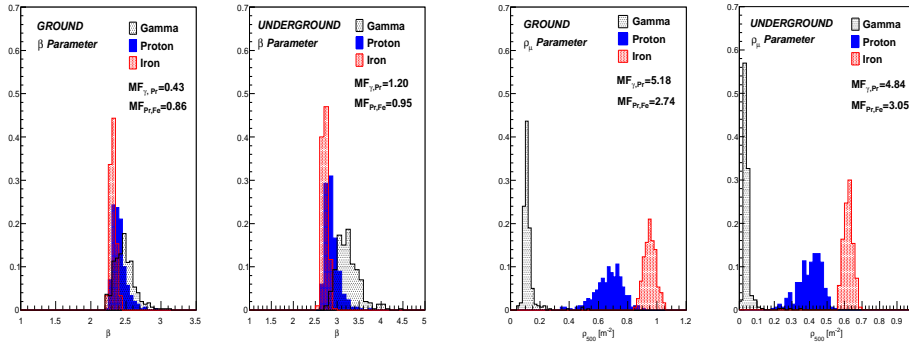 GROUND
β Parameter
Gamma
Proton
Iron
MFγ,Pr=0.43
MFPr,Fe=0.86
0.7
0.6
0.5
0.4
0.3
0.2
0.1
0
1 1.5 2 2.5 3 3.5
β
UNDERGROUND
β Parameter
Gamma
Proton
Iron
MFγ,Pr=1.20
MFPr,Fe=0.95
0.7
0.6
0.5
0.4
0.3
0.2
0.1
0
1 1.5 2 2.5 3 3.5 4 4.5 5
β
GROUND
ρμ Parameter
Gamma
Proton
Iron
MFγ,Pr=5.18
MFPr,Fe=2.74
0.7
0.6
0.5
0.4
0.3
0.2
0.1
0
0 0.2 0.4 0.6 0.8 1 1.2
ρ500 [m-2]
UNDERGROUND
ρμ Parameter
Gamma
Proton
Iron
MFγ,Pr=4.84
MFPr,Fe=3.05
0.7
0.6
0.5
0.4
0.3
0.2
0.1
0
0 0.1 0.2 0.3 0.4 0.5 0.6 0.7 0.8 0.9
ρ500 [m-2]